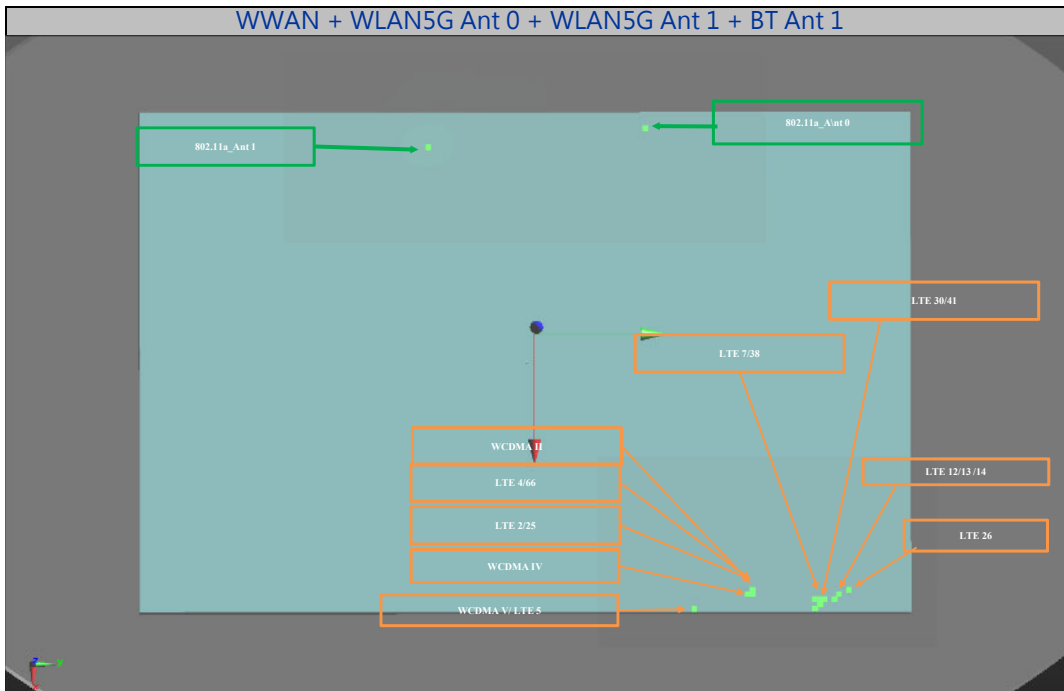 WWAN + WLAN5G Ant 0 + WLAN5G Ant 1 + BT Ant 1
802.11a_A\nt 0
802.11a_Ant 1
LTE 30/41
LTE 7/38
WCDMA II
LTE 4/66
LTE 12/13 /14
LTE 2/25
LTE 26
WCDMA IV
WCDMA V/ LTE 5
z
y